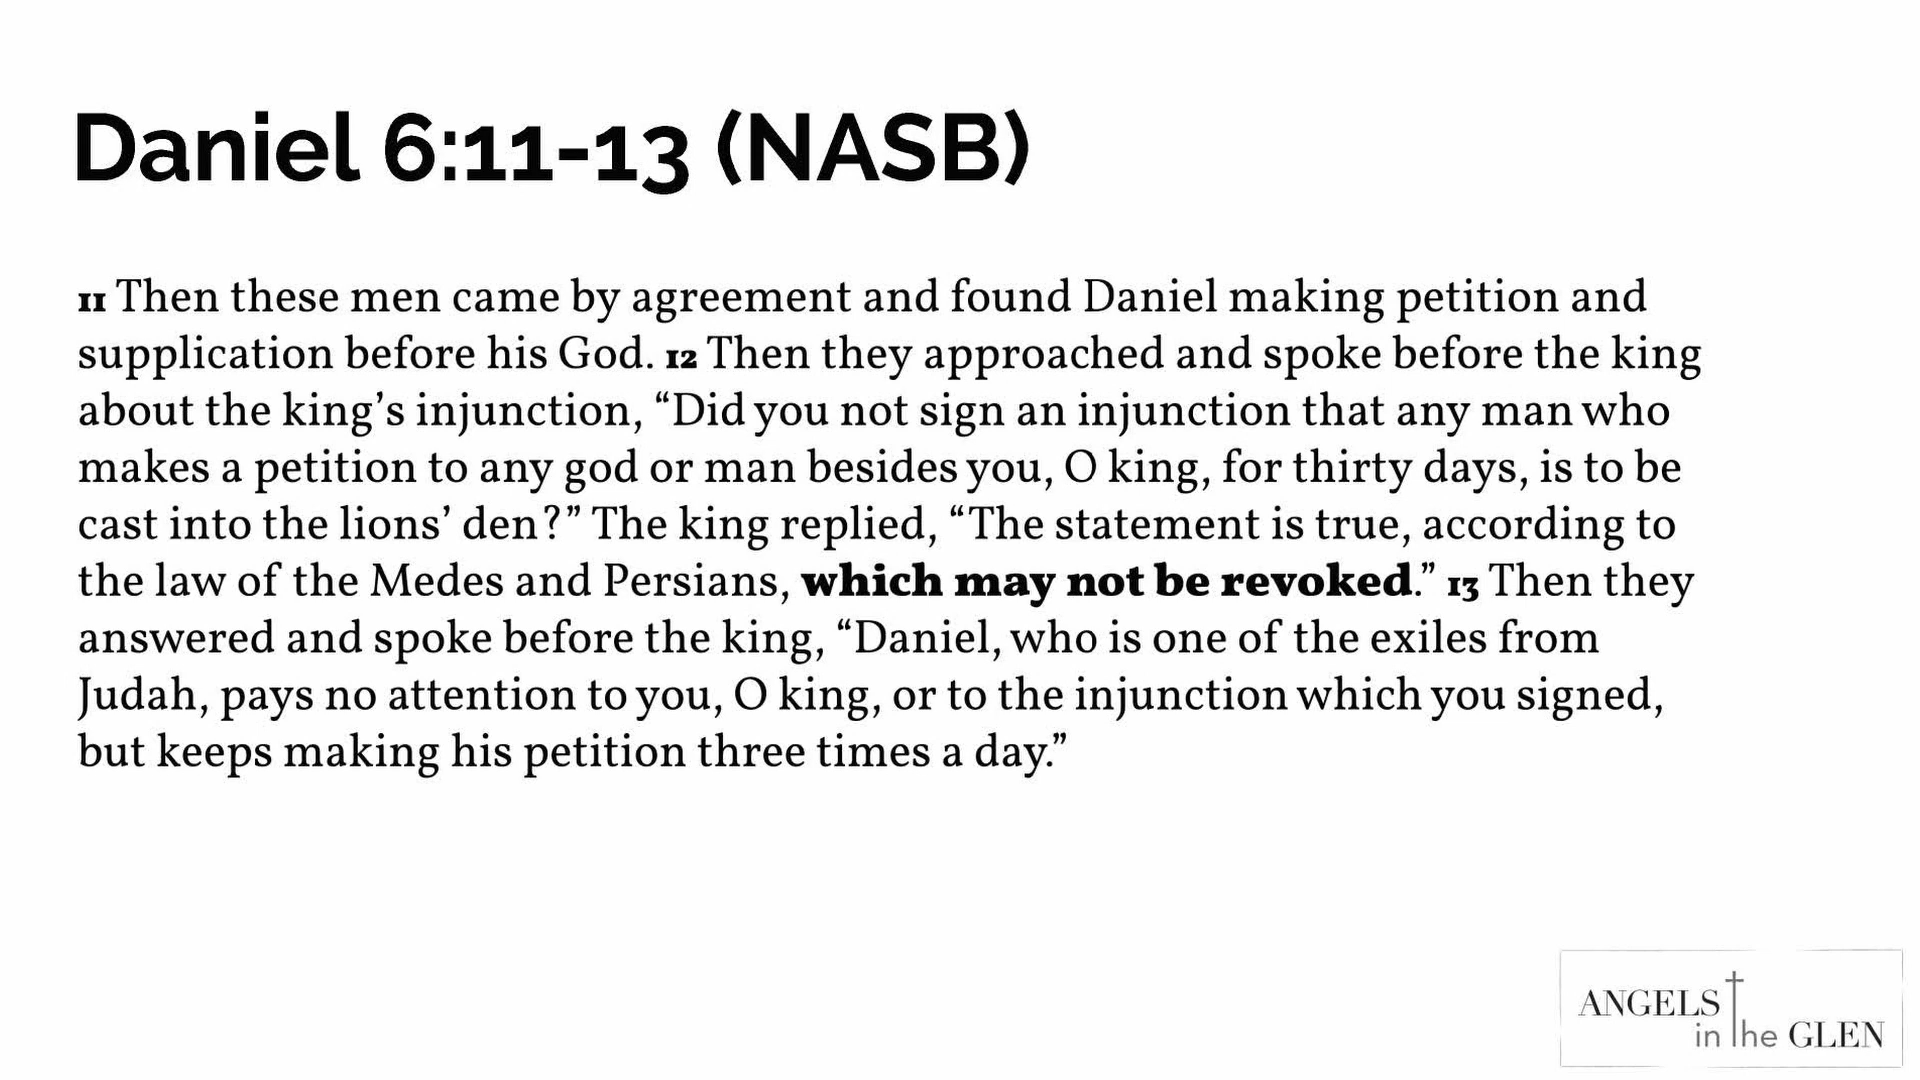 Daniel 6:11-13 (NASB)
11 Then these men came by agreement and found Daniel making petition and
supplication before his God. 12 Then they approached and spoke before the king
about the king’s injunction, “Did you not sign an injunction that any man who
makes a petition to any god or man besides you, O king, for thirty days, is to be
cast into the lions’ den?” The king replied, “The statement is true, according to
the law of the Medes and Persians, which may not be revoked.” 13 Then they
answered and spoke before the king, “Daniel, who is one of the exiles from
Judah, pays no attention to you, O king, or to the injunction which you signed,
but keeps making his petition three times a day.”
ANGELS
in the GLEN